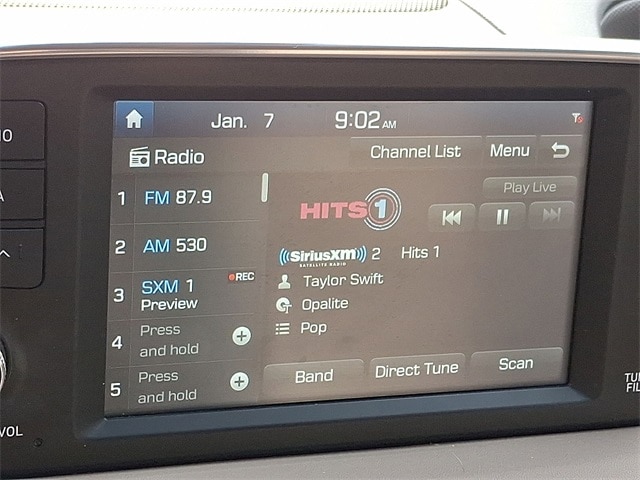 Jan. 7 9:02 AM
Radio Channel List Menu
1 FM 87.9
Play Live
HITS 1
2 AM 530
((SiriusXM)) 2 Hits 1
SATELLITE RADIO
3 SXM 1 REC
Preview
Taylor Swift
Opalite
Pop
4 Press
and hold
5 Press
and hold
Band Direct Tune Scan
VOL